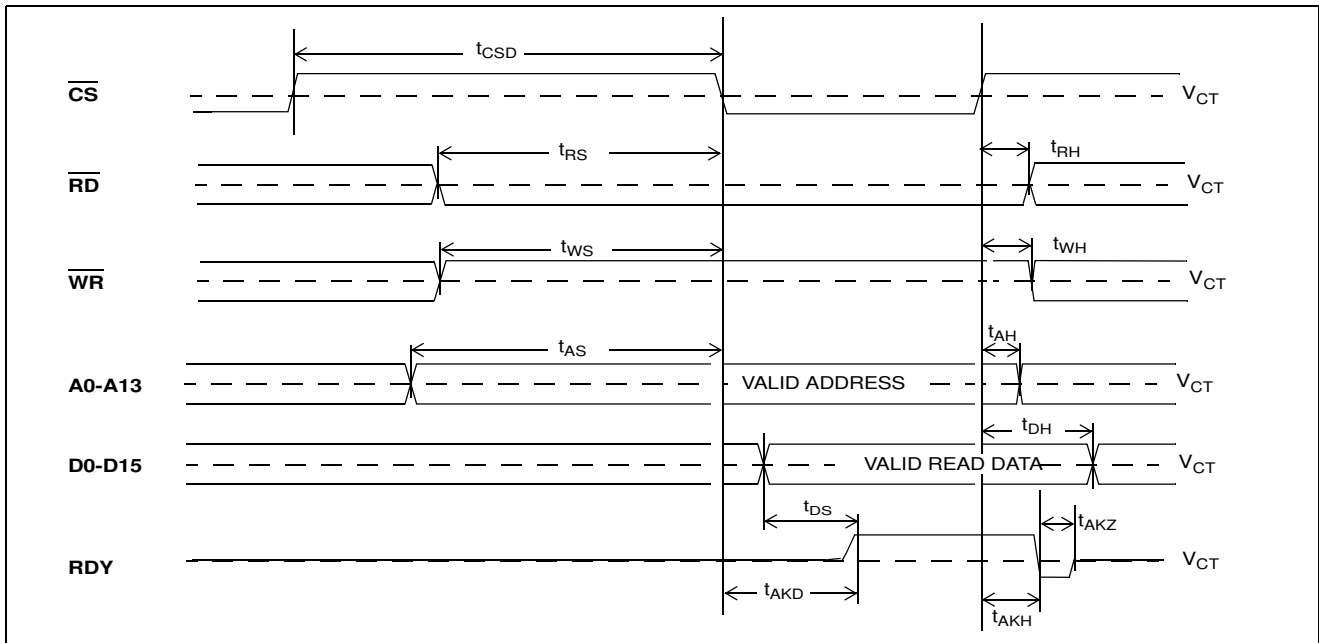 tCSD
CS
VCT
tRS
tRH
RD
VCT
tWS
tWH
WR
VCT
tAS
tAH
A0-A13
VALID ADDRESS
VCT
tDH
D0-D15
VALID READ DATA
VCT
tDS
tAKZ
RDY
VCT
tAKD
tAKH